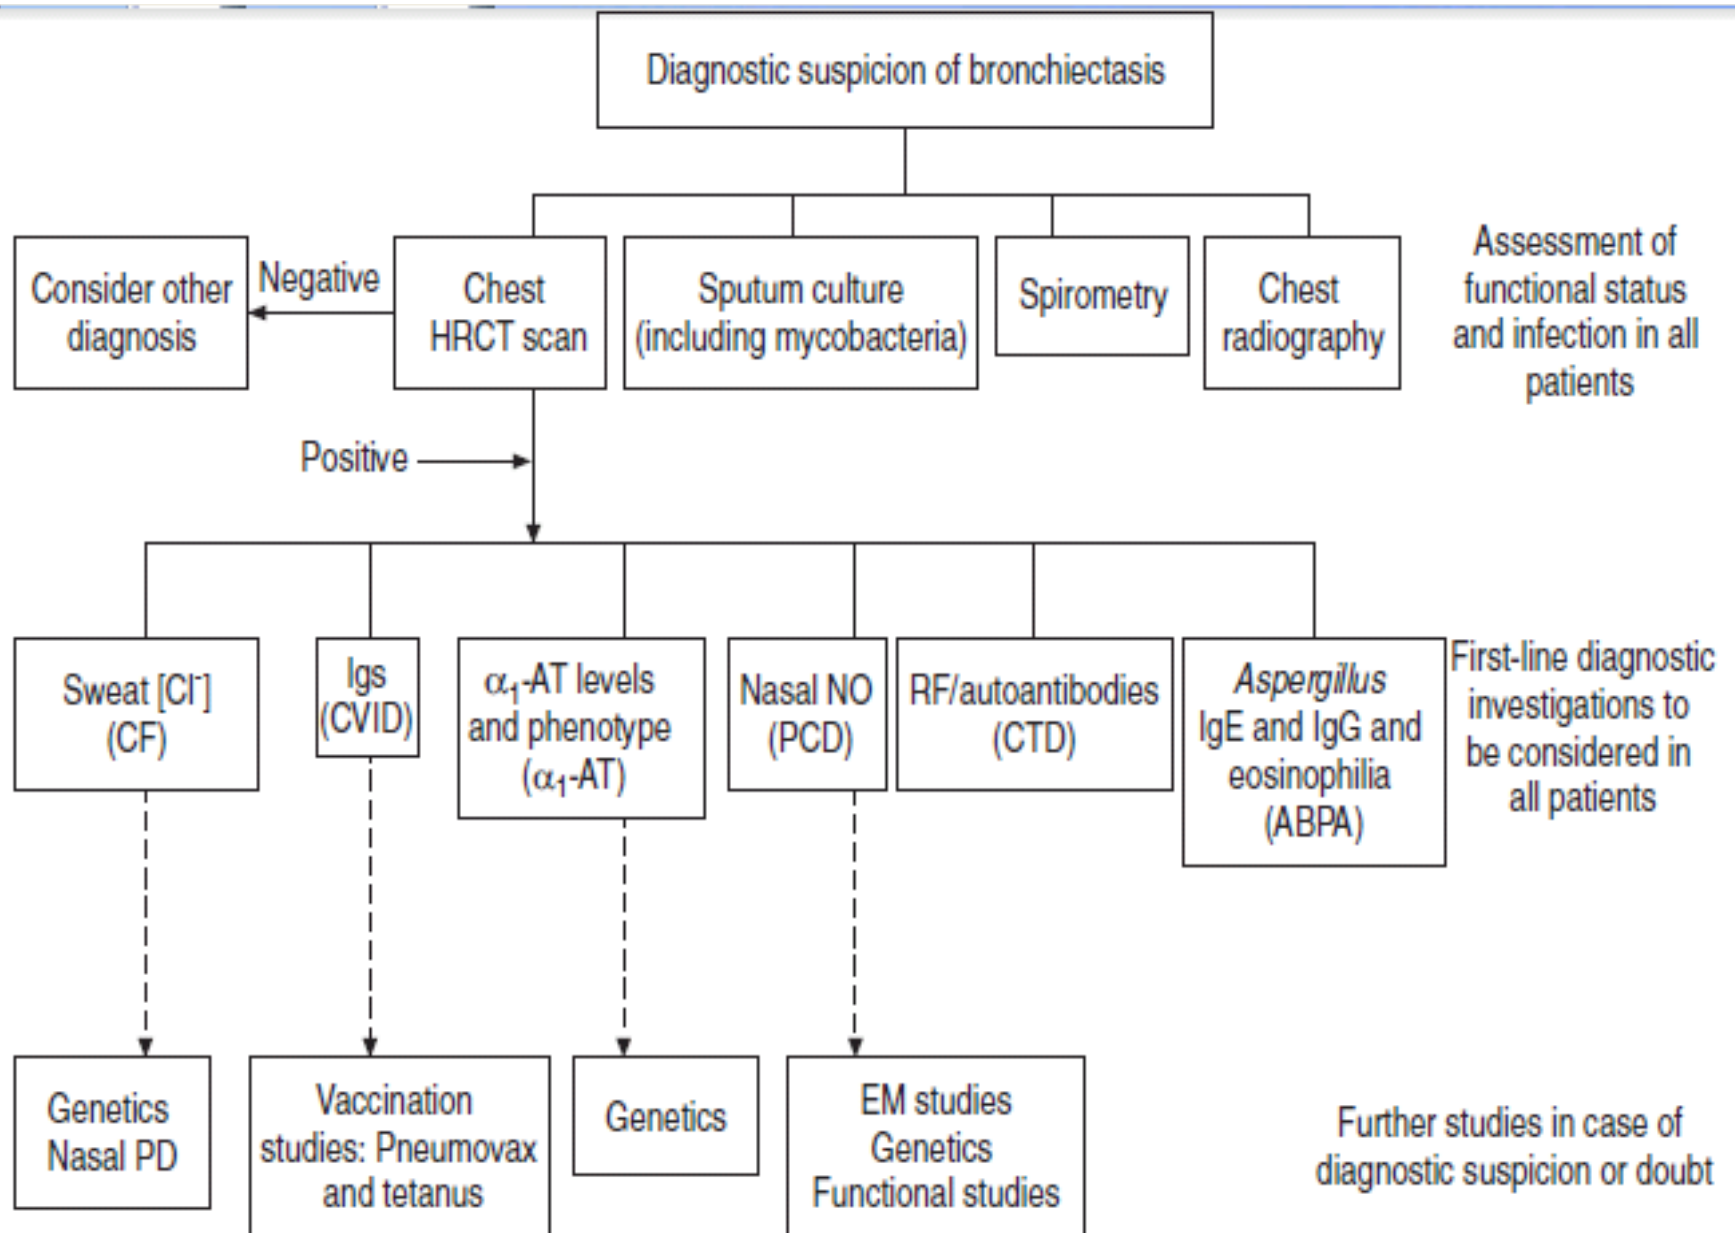 Diagnostic suspicion of bronchiectasis
Consider other
diagnosis
Negative
Chest
HRCT scan
Sputum culture
(including mycobacteria)
Spirometry
Chest
radiography
Assessment of
functional status
and infection in all
patients
Positive
Sweat [Cl⁻]
(CF)
Igs
(CVID)
α₁-AT levels
and phenotype
(α₁-AT)
Nasal NO
(PCD)
RF/autoantibodies
(CTD)
Aspergillus
IgE and IgG and
eosinophilia
(ABPA)
First-line diagnostic
investigations to
be considered in
all patients
Genetics
Nasal PD
Vaccination
studies: Pneumovax
and tetanus
Genetics
EM studies
Genetics
Functional studies
Further studies in case of
diagnostic suspicion or doubt